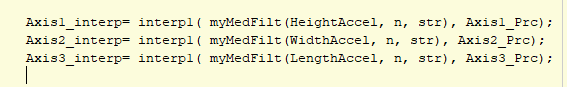 Axis1_interp= interp1( myMedFilt(HeightAccel, n, str), Axis1_Prc);
Axis2_interp= interp1( myMedFilt(WidthAccel, n, str), Axis2_Prc);
Axis3_interp= interp1( myMedFilt(LengthAccel, n, str), Axis3_Prc);